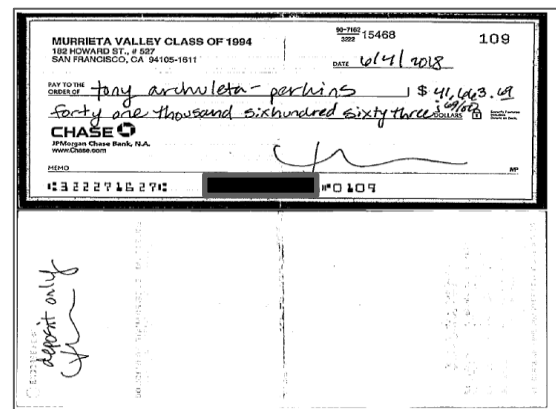 MURRIETA VALLEY CLASS OF 1994
182 HOWARD ST., # 527
SAN FRANCISCO, CA 94105-1611
90-7162 15468
3222
109
DATE 6/4/2018
PAY TO THE
ORDER OF tony archuleta-perkins $ 41,663.69
forty one thousand sixhundred sixty three & 69/00 DOLLARS
CHASE
JPMorgan Chase Bank, N.A.
www.Chase.com
MEMO
MP
⑆322271627⑆ ⑈0109
deposit only